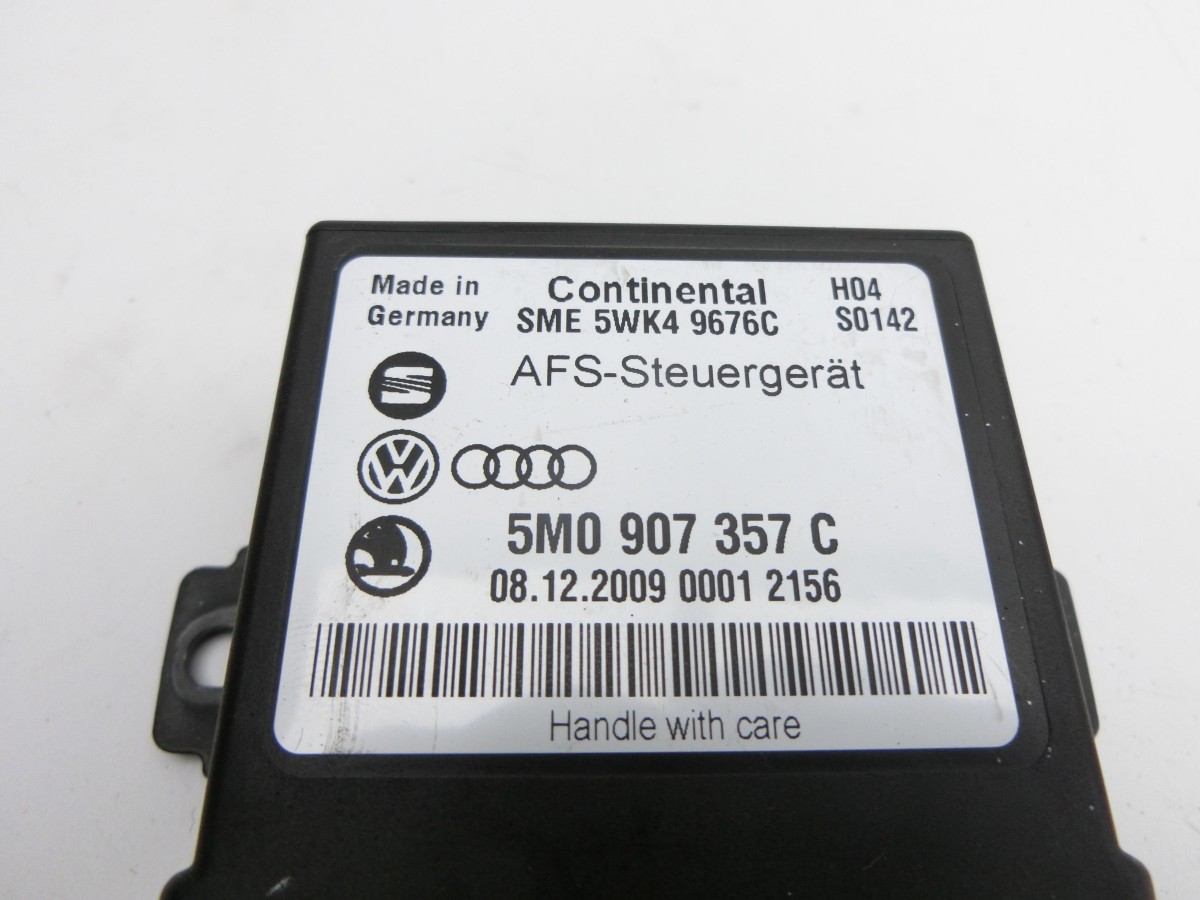 Made in Continental H04
Germany SME 5WK4 9676C S0142
AFS-Steuergerät
5M0 907 357 C
08.12.2009 0001 2156
Handle with care